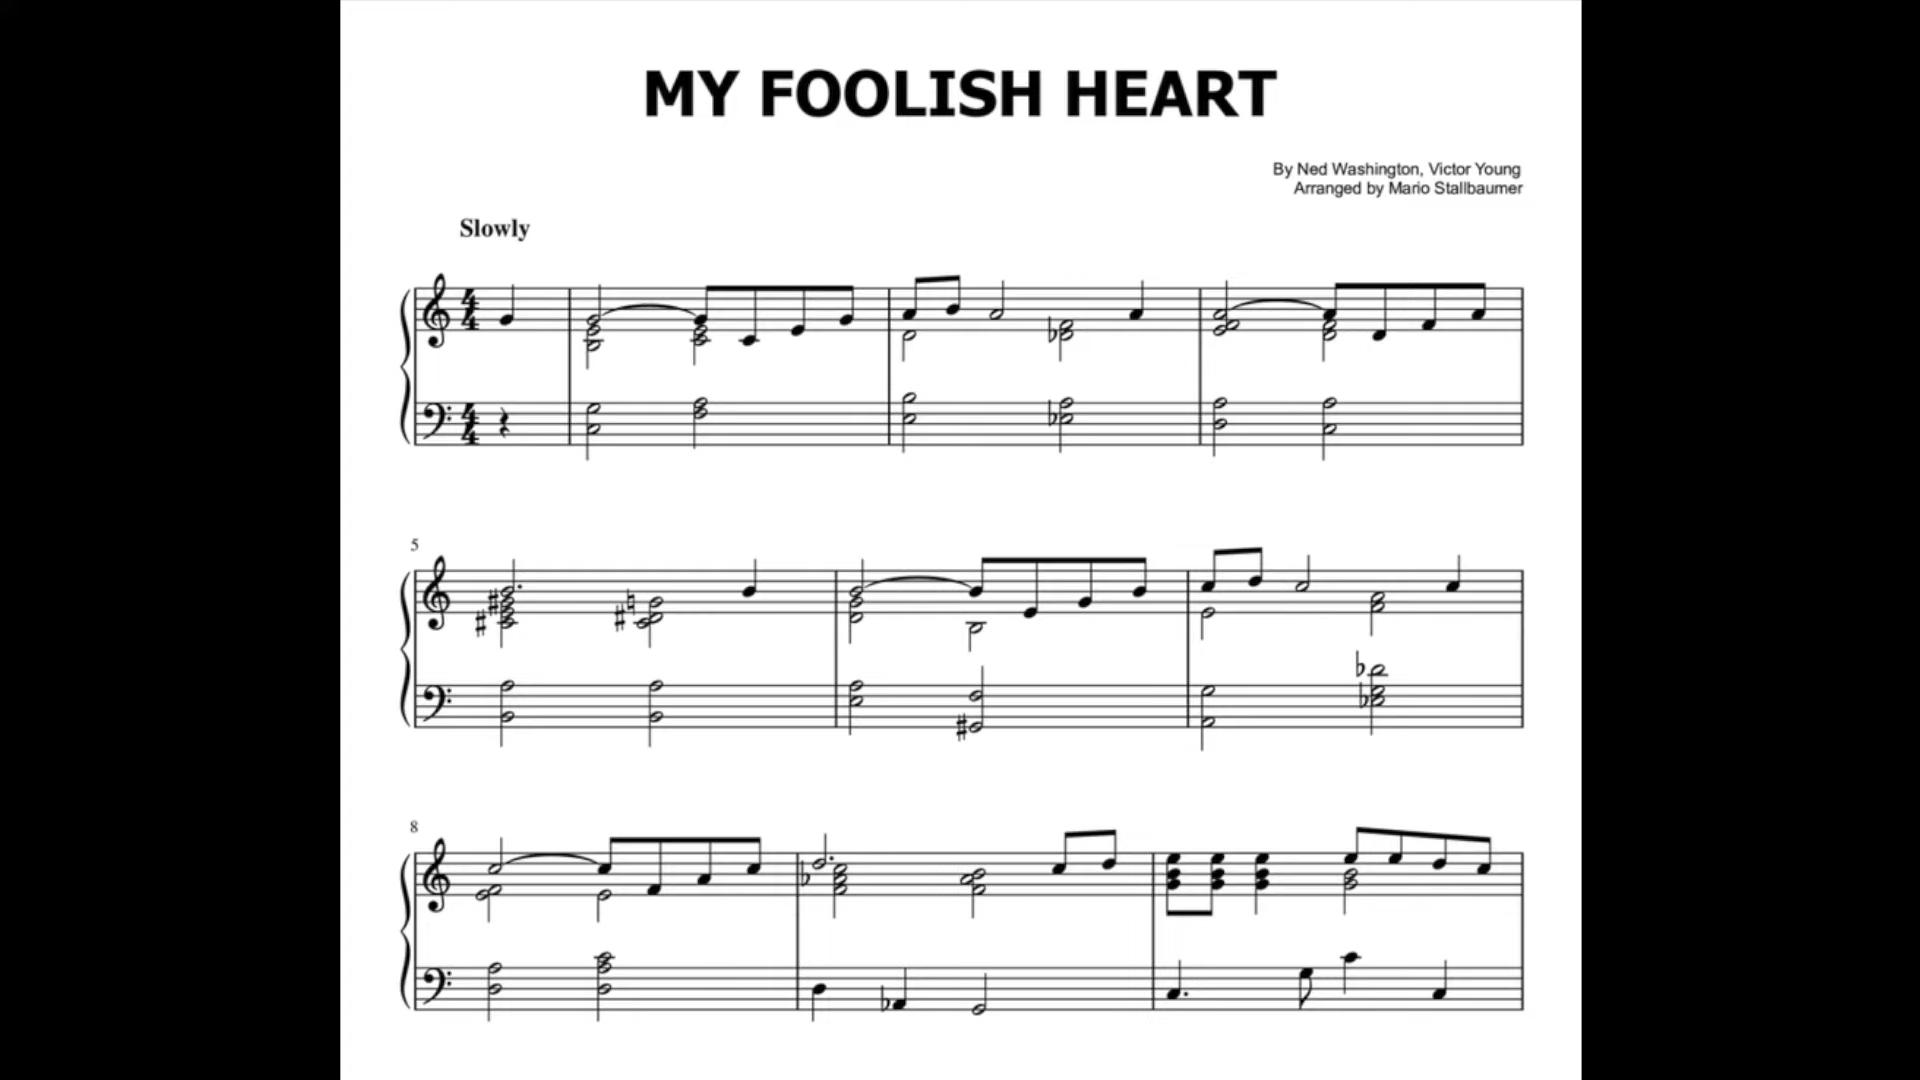 MY FOOLISH HEART
By Ned Washington, Victor Young
Arranged by Mario Stallbaumer
Slowly
5
8